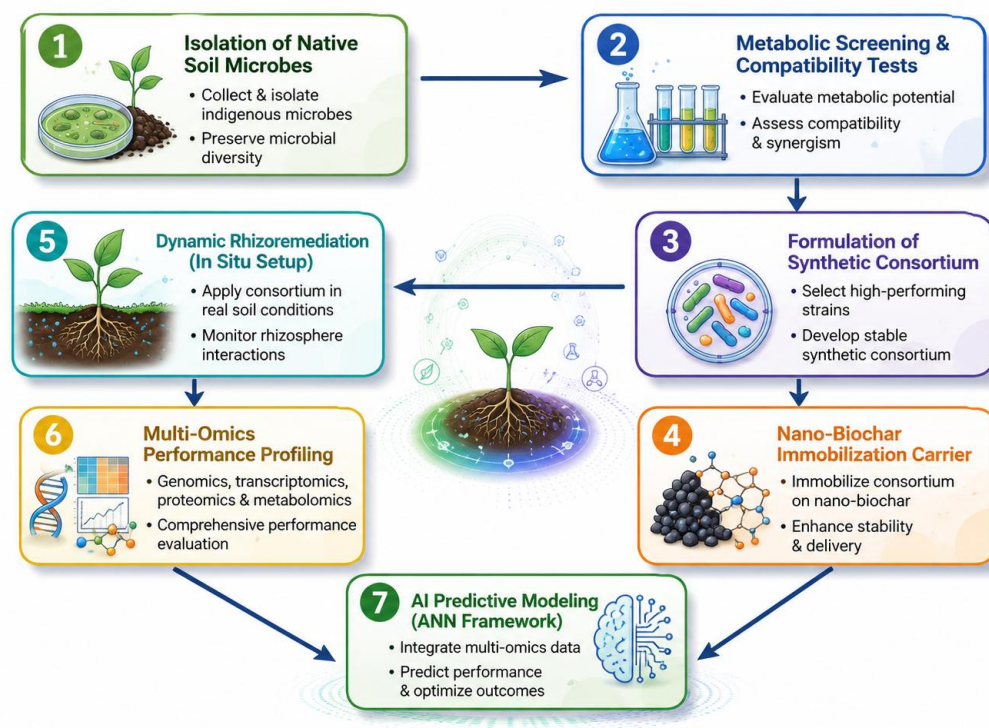 1
Isolation of Native
Soil Microbes
• Collect & isolate
indigenous microbes
• Preserve microbial
diversity
2
Metabolic Screening &
Compatibility Tests
• Evaluate metabolic potential
• Assess compatibility
& synergism
3
Formulation of
Synthetic Consortium
• Select high-performing
strains
• Develop stable
synthetic consortium
4
Nano-Biochar
Immobilization Carrier
• Immobilize consortium
on nano-biochar
• Enhance stability
& delivery
5
Dynamic Rhizoremediation
(In Situ Setup)
• Apply consortium in
real soil conditions
• Monitor rhizosphere
interactions
6
Multi-Omics
Performance Profiling
• Genomics, transcriptomics,
proteomics & metabolomics
• Comprehensive performance
evaluation
7
AI Predictive Modeling
(ANN Framework)
• Integrate multi-omics data
• Predict performance
& optimize outcomes